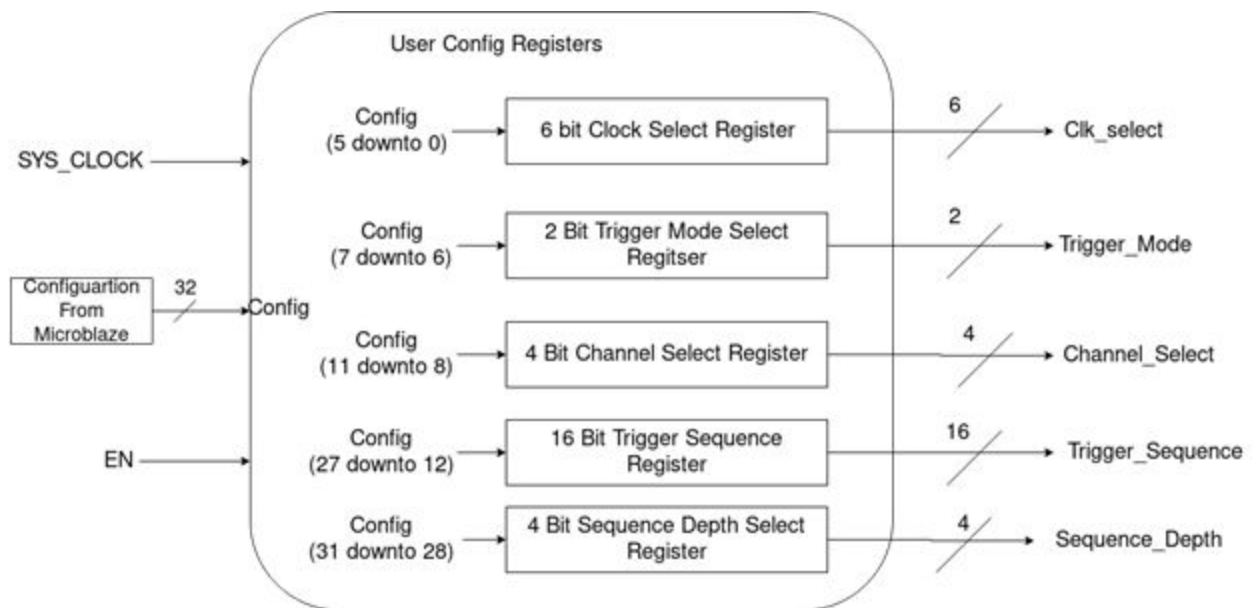 User Config Registers
SYS_CLOCK
Configuartion
From
Microblaze
32
Config
EN
Config
(5 downto 0)
6 bit Clock Select Register
6
Clk_select
Config
(7 downto 6)
2 Bit Trigger Mode Select
Regitser
2
Trigger_Mode
Config
(11 downto 8)
4 Bit Channel Select Register
4
Channel_Select
Config
(27 downto 12)
16 Bit Trigger Sequence
Register
16
Trigger_Sequence
Config
(31 downto 28)
4 Bit Sequence Depth Select
Register
4
Sequence_Depth